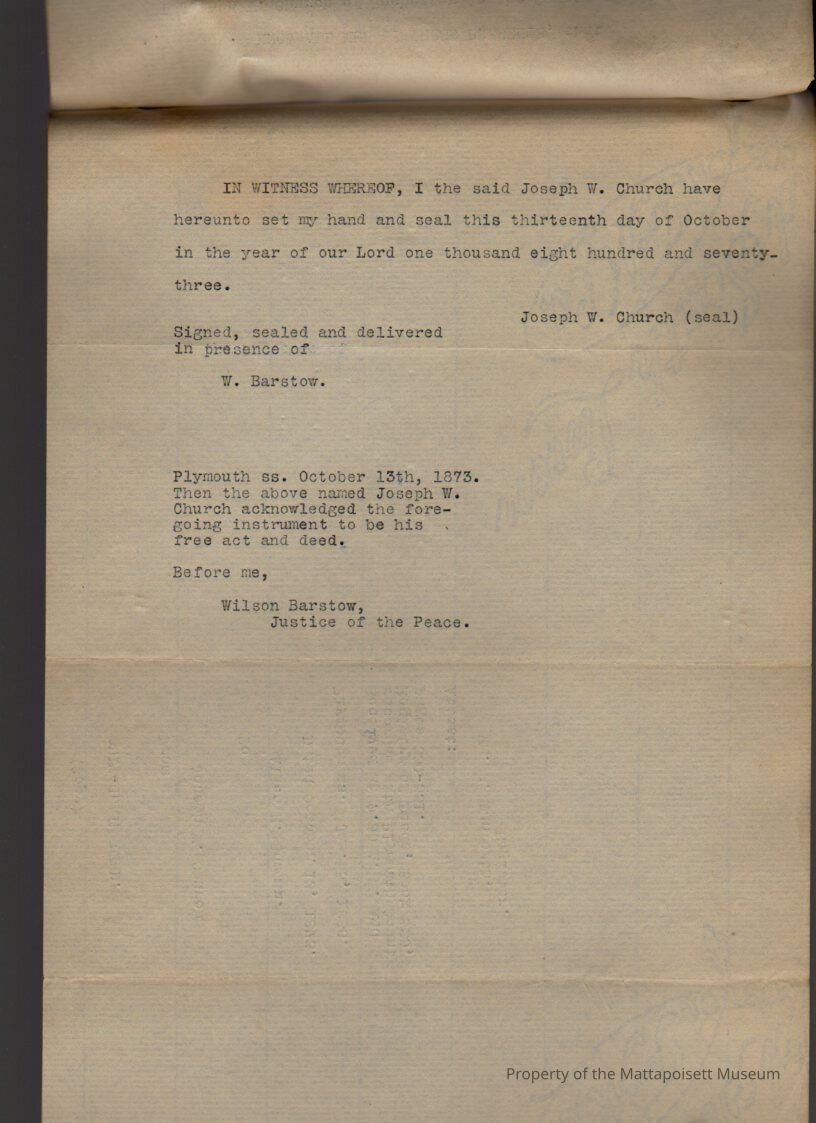 IN WITNESS WHEREOF, I the said Joseph W. Church have
hereunto set my hand and seal this thirteenth day of October
in the year of our Lord one thousand eight hundred and seventy-
three.
Joseph W. Church (seal)
Signed, sealed and delivered
in presence of
W. Barstow.
Plymouth ss. October 13th, 1873.
Then the above named Joseph W.
Church acknowledged the fore-
going instrument to be his
free act and deed.
Before me,
Wilson Barstow,
Justice of the Peace.
Property of the Mattapoisett Museum